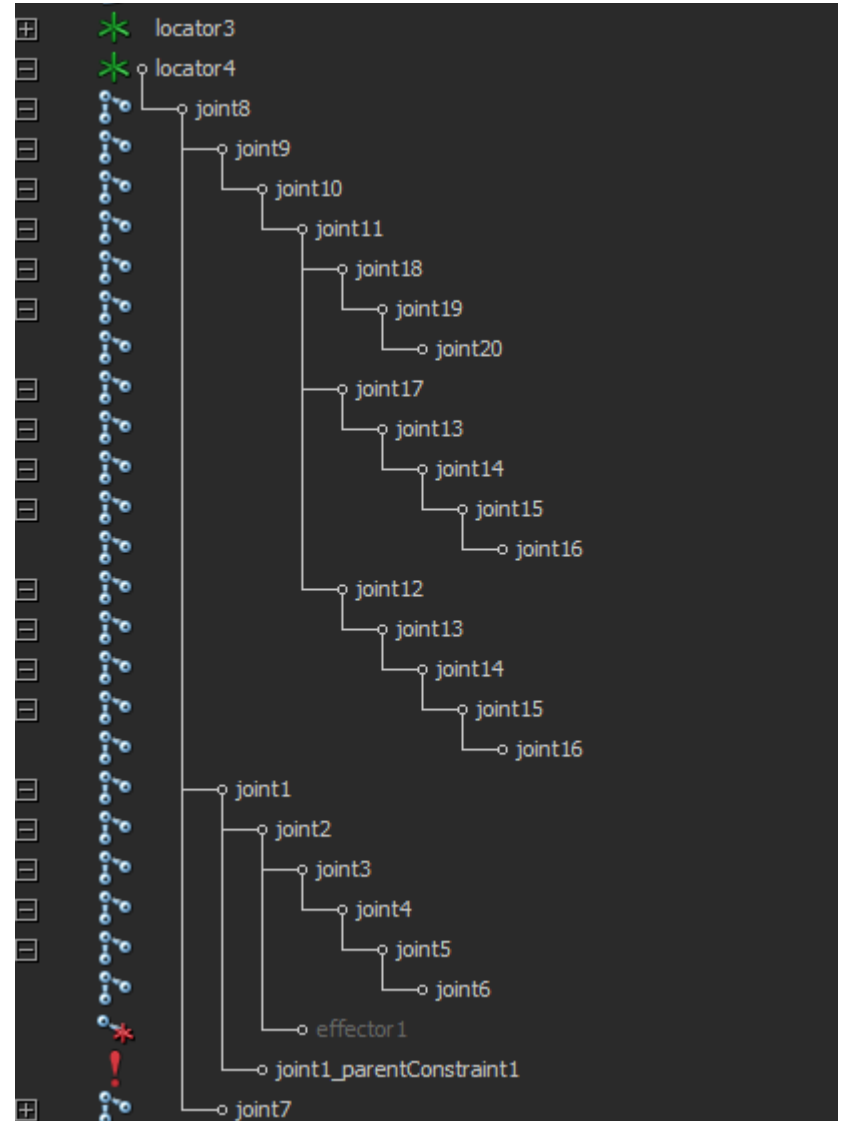 locator3
locator4
joint8
joint9
joint10
joint11
joint18
joint19
joint20
joint17
joint13
joint14
joint15
joint16
joint12
joint13
joint14
joint15
joint16
joint1
joint2
joint3
joint4
joint5
joint6
effector1
joint1_parentConstraint1
joint7